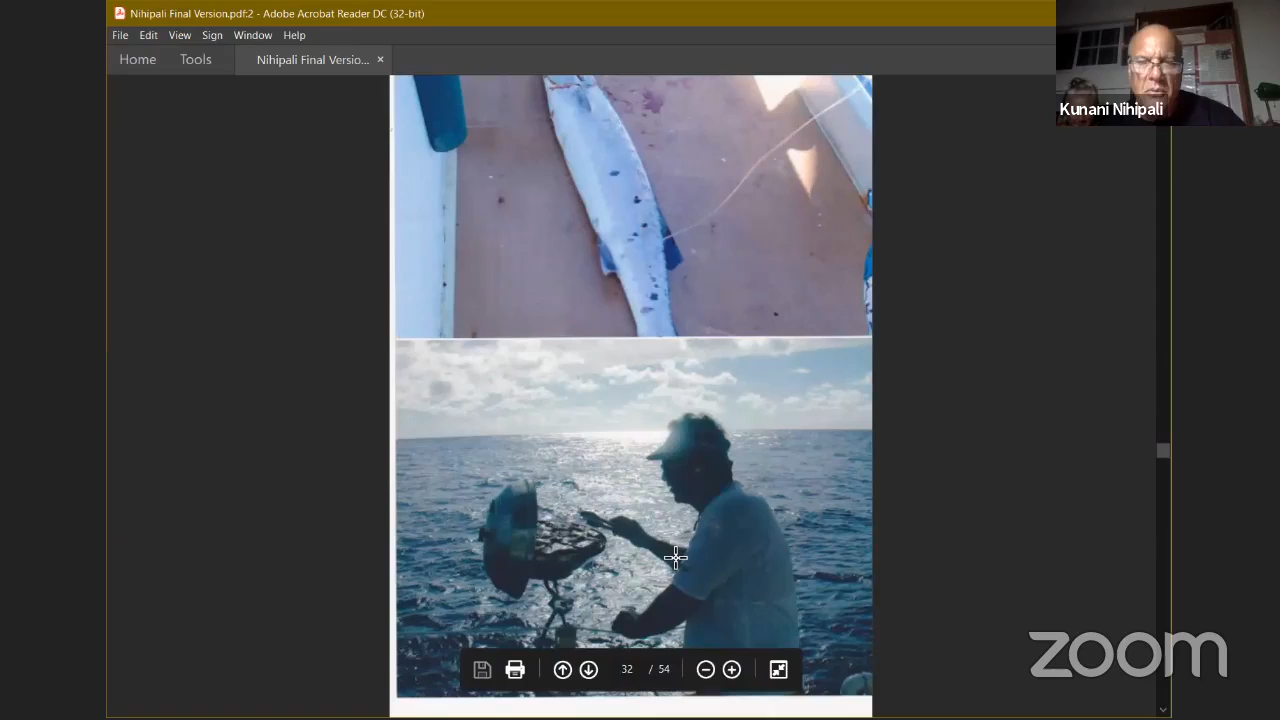 Nihipali Final Version.pdf:2 - Adobe Acrobat Reader DC (32-bit)
File Edit View Sign Window Help
Home Tools Nihipali Final Versio... ×
Kunani Nihipali
32 / 54
zoom